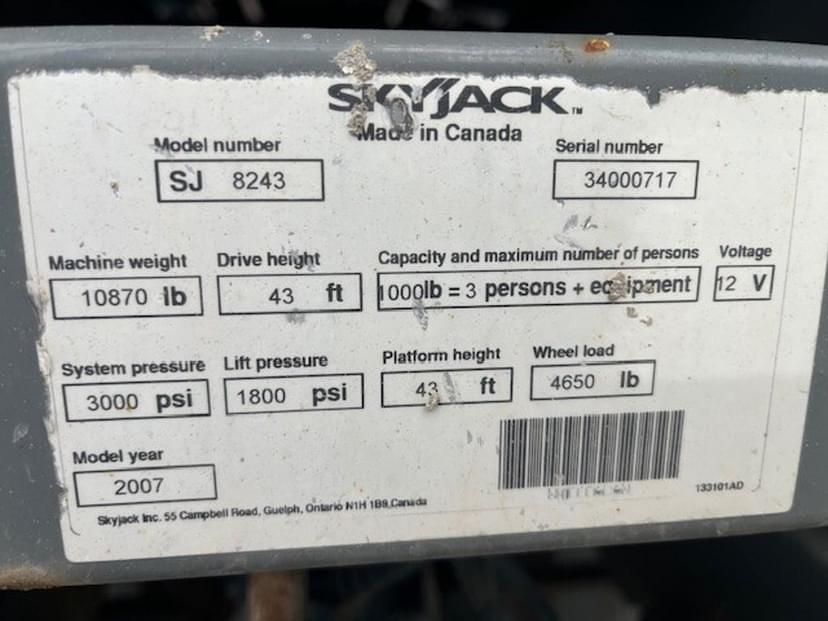 SKYJACK™
Made in Canada
Model number
SJ 8243
Serial number
34000717
Machine weight
10870 lb
Drive height
43 ft
Capacity and maximum number of persons
1000lb = 3 persons + equipment
Voltage
12 V
System pressure
3000 psi
Lift pressure
1800 psi
Platform height
43 ft
Wheel load
4650 lb
Model year
2007
133101AD
Skyjack Inc. 55 Campbell Road, Guelph, Ontario N1H 1B9 Canada